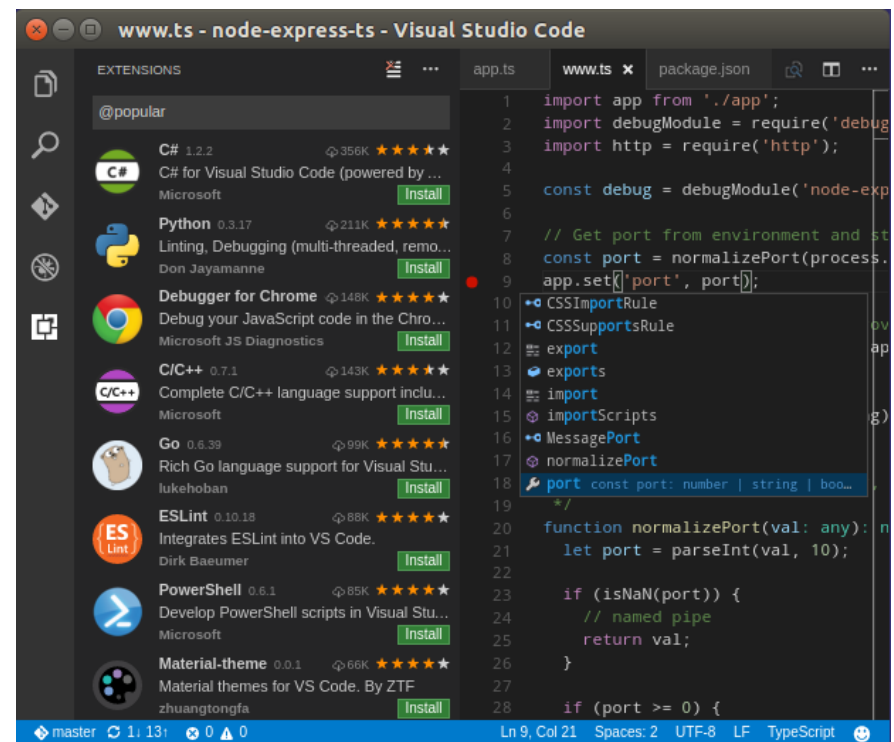 www.ts - node-express-ts - Visual Studio Code
EXTENSIONS
@popular
C# 1.2.2 356K
C# for Visual Studio Code (powered by ...
Microsoft Install
Python 0.3.17 211K
Linting, Debugging (multi-threaded, remo...
Don Jayamanne Install
Debugger for Chrome 148K
Debug your JavaScript code in the Chro...
Microsoft JS Diagnostics Install
C/C++ 0.7.1 143K
Complete C/C++ language support inclu...
Microsoft Install
Go 0.6.39 99K
Rich Go language support for Visual Stu...
lukehoban Install
ESLint 0.10.18 88K
Integrates ESLint into VS Code.
Dirk Baeumer Install
PowerShell 0.6.1 85K
Develop PowerShell scripts in Visual Stu...
Microsoft Install
Material-theme 0.0.1 66K
Material themes for VS Code. By ZTF
zhuangtongfa Install
C#
C/C++
ES
Lint
app.ts www.ts package.json
1 import app from './app';
2 import debugModule = require('debug
3 import http = require('http');
4
5 const debug = debugModule('node-exp
6
7 // Get port from environment and st
8 const port = normalizePort(process.
9 app.set('port', port);
10 CSSImportRule
11 CSSSupportsRule ov
12 export ap
13 exports
14 import
15 importScripts g)
16 MessagePort
17 normalizePort
18 port const port: number | string | boo...
19 */
20 function normalizePort(val: any): n
21 let port = parseInt(val, 10);
22
23 if (isNaN(port)) {
24 // named pipe
25 return val;
26 }
27
28 if (port >= 0) {
master 1↓ 13↑ 0 0 Ln 9, Col 21 Spaces: 2 UTF-8 LF TypeScript